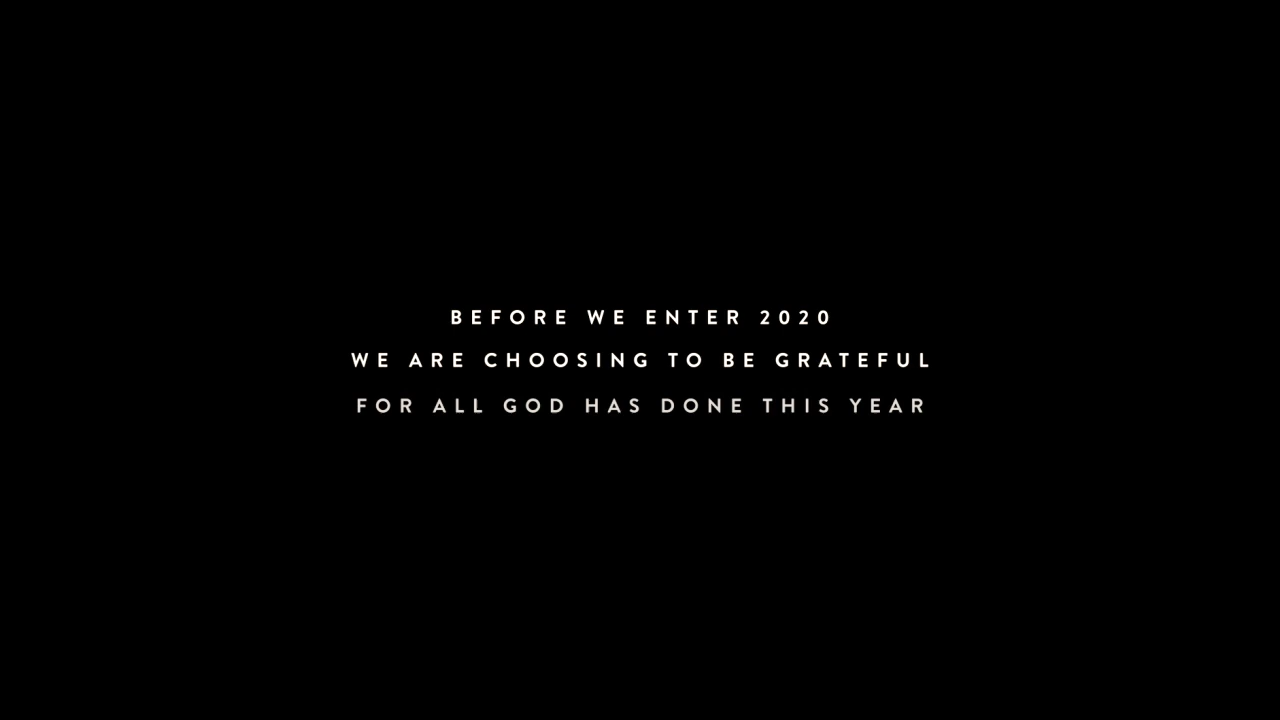 BEFORE WE ENTER 2020
WE ARE CHOOSING TO BE GRATEFUL
FOR ALL GOD HAS DONE THIS YEAR